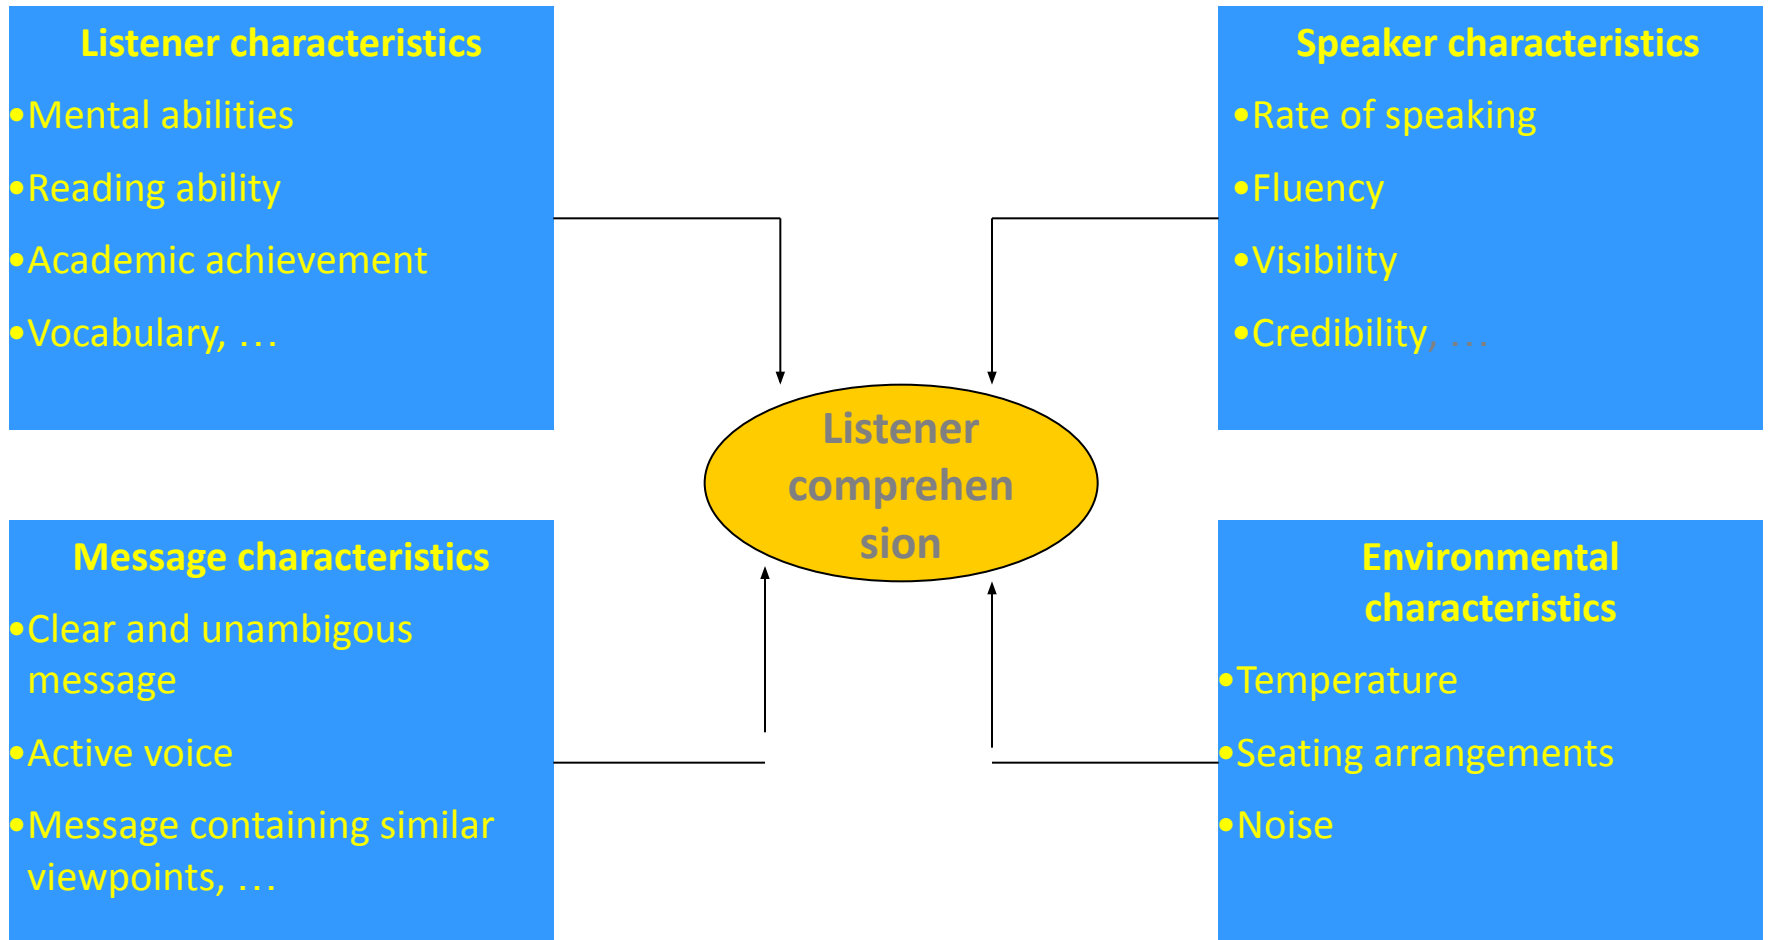 Listener characteristics
•Mental abilities
•Reading ability
•Academic achievement
•Vocabulary, …
Speaker characteristics
•Rate of speaking
•Fluency
•Visibility
•Credibility, …
Listener
comprehen
sion
Message characteristics
•Clear and unambigous
message
•Active voice
•Message containing similar
viewpoints, …
Environmental
characteristics
•Temperature
•Seating arrangements
•Noise